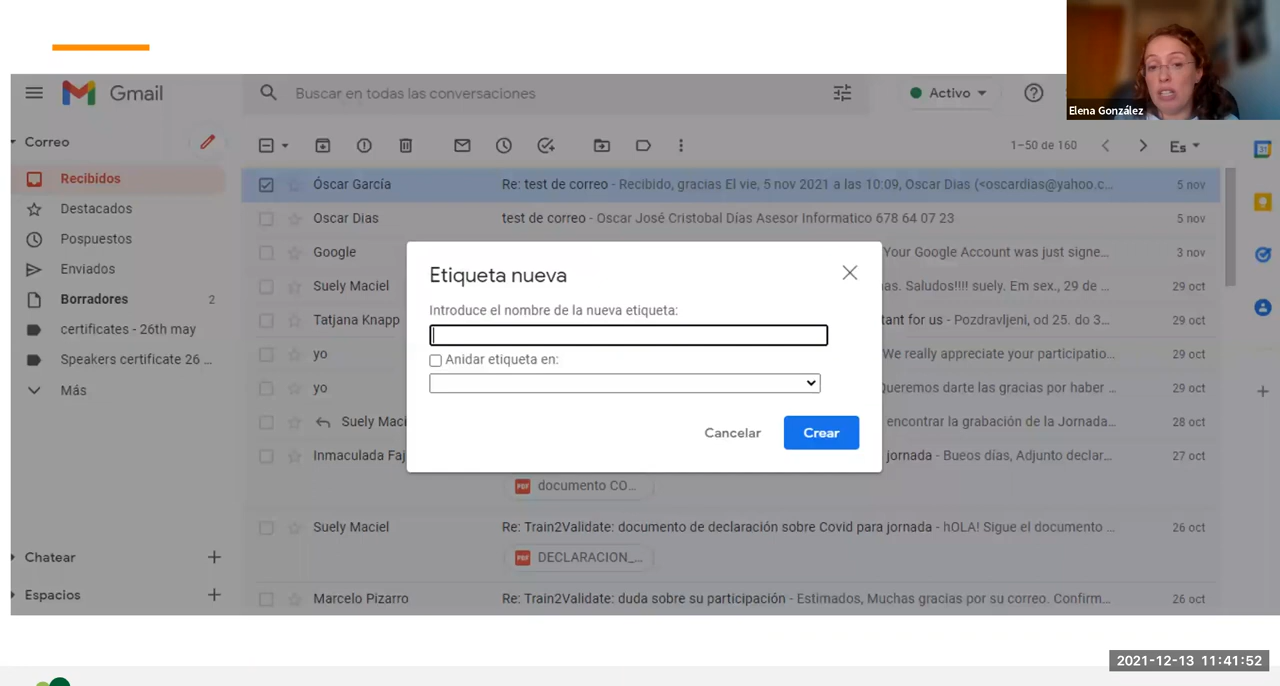 Elena González
Gmail
Buscar en todas las conversaciones
Activo
Correo
1–50 de 160
Es
31
Recibidos
Destacados
Pospuestos
Enviados
Borradores 2
certificates - 26th may
Speakers certificate 26 ...
Más
Chatear
Espacios
Óscar García Re: test de correo - Recibido, gracias El vie, 5 nov 2021 a las 10:09, Oscar Dias (<oscardias@yahoo.c... 5 nov
Oscar Dias test de correo - Oscar José Cristobal Días Asesor Informatico 678 64 07 23 5 nov
Google Your Google Account was just signe... 3 nov
Suely Maciel as. Saludos!!!! suely. Em sex., 29 de ... 29 oct
Tatjana Knapp tant for us - Pozdravljeni, od 25. do 3... 29 oct
yo We really appreciate your participatio... 29 oct
yo Queremos darte las gracias por haber ... 29 oct
Suely Maci encontrar la grabación de la Jornada... 28 oct
Inmaculada Faj jornada - Bueos días, Adjunto declar... 27 oct
PDF documento CO...
Suely Maciel Re: Train2Validate: documento de declaración sobre Covid para jornada - hOLA! Sigue el documento ... 26 oct
PDF DECLARACION_...
Marcelo Pizarro Re: Train2Validate: duda sobre su participación - Estimados, Muchas gracias por su correo. Confirm... 26 oct
Etiqueta nueva
Introduce el nombre de la nueva etiqueta:
Anidar etiqueta en:
Cancelar
Crear
2021-12-13 11:41:52